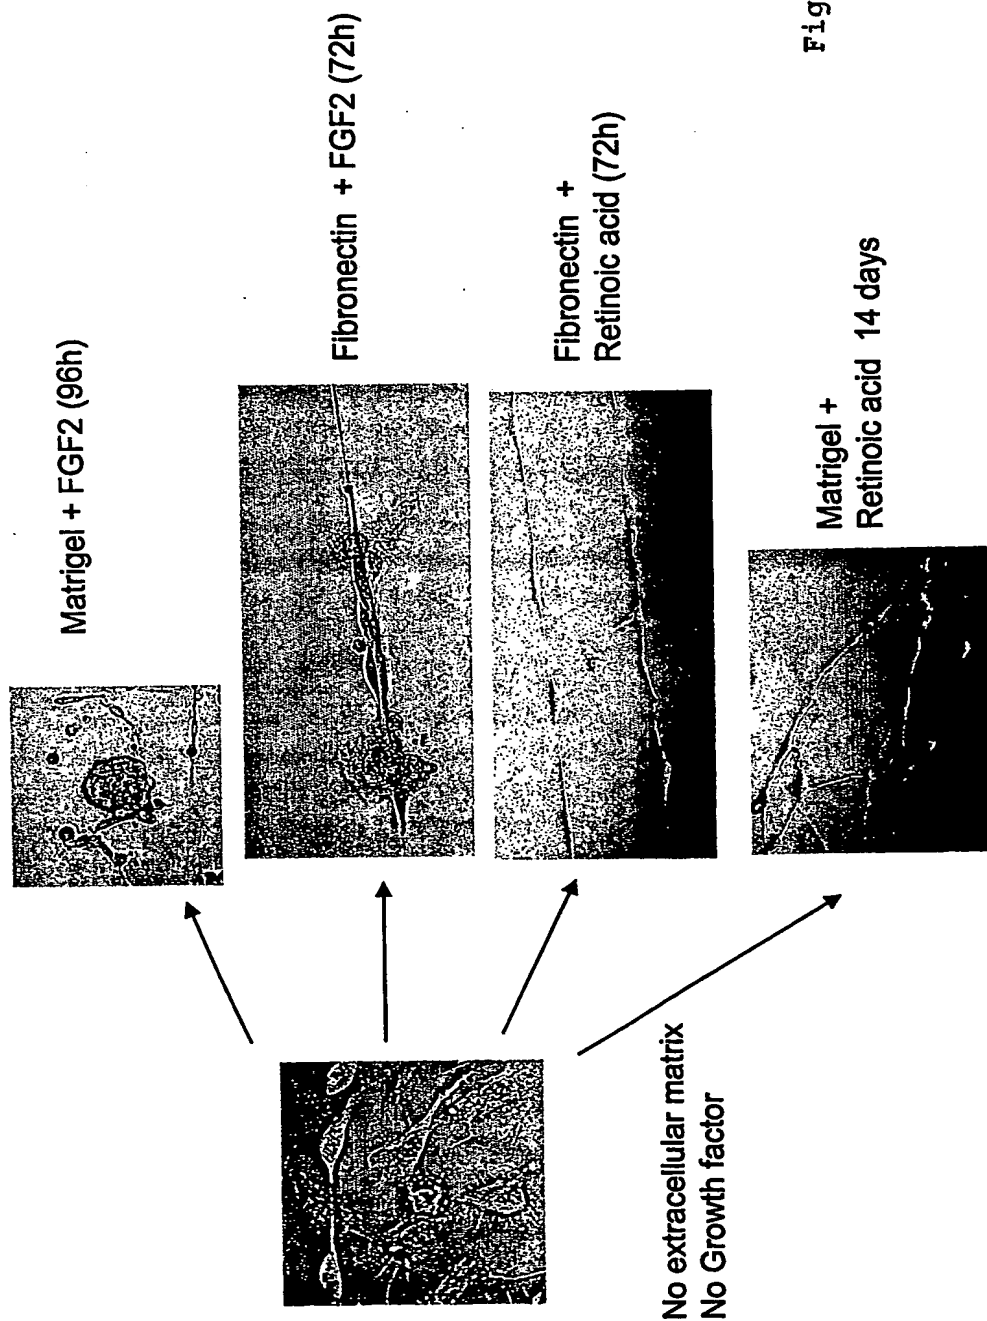 Matrigel + FGF2 (96h)
Fibronectin + FGF2 (72h)
Fibronectin +
Retinoic acid (72h)
Matrigel +
Retinoic acid 14 days
No extracellular matrix
No Growth factor
Fig